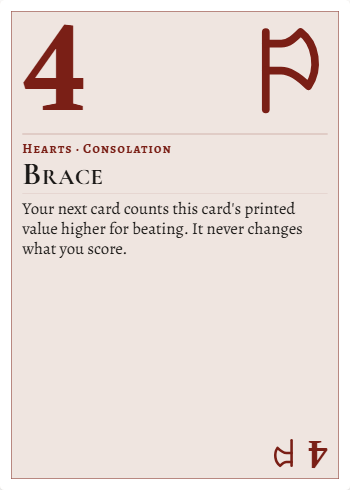 4
Hearts · Consolation
Brace
Your next card counts this card's printed
value higher for beating. It never changes
what you score.
4